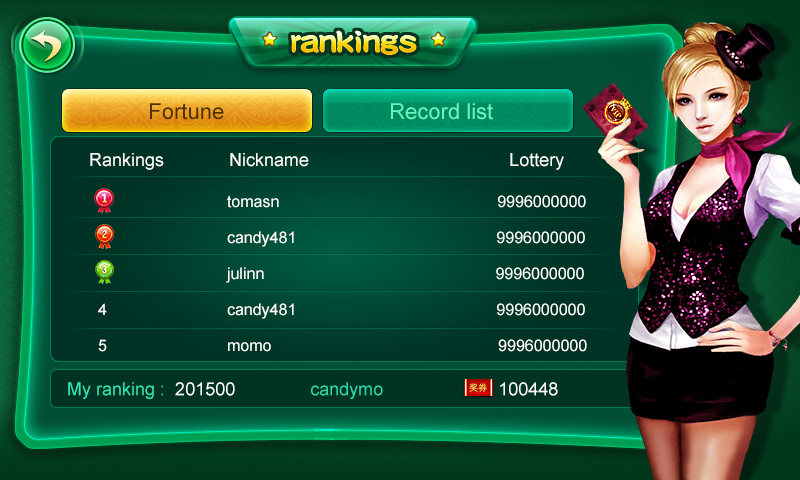 rankings
Fortune Record list
Rankings Nickname Lottery
1 tomasn 9996000000
2 candy481 9996000000
3 julinn 9996000000
4 candy481 9996000000
5 momo 9996000000
My ranking : 201500 candymo 奖券 100448